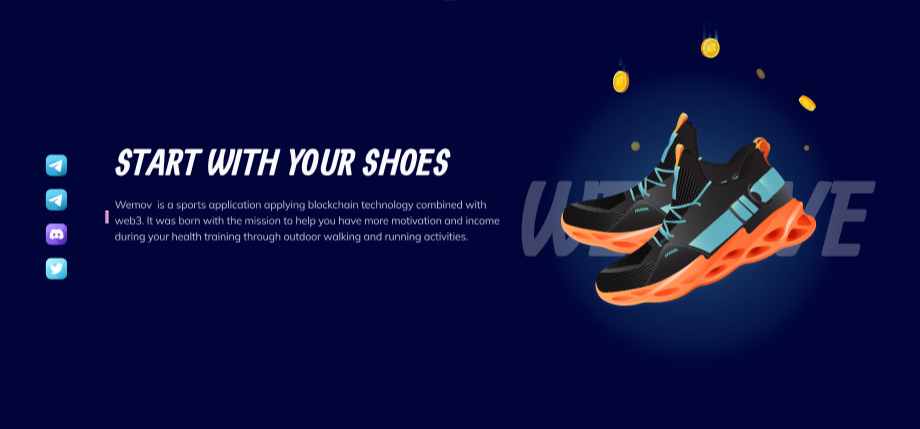 START WITH YOUR SHOES
Wemov is a sports application applying blockchain technology combined with
web3. It was born with the mission to help you have more motivation and income
during your health training through outdoor walking and running activities.
WE VE